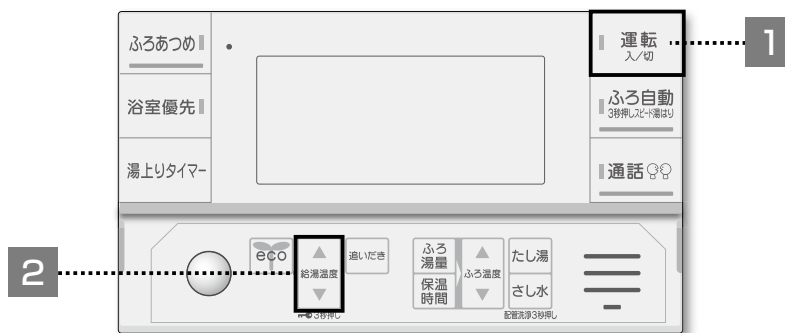 ふろあつめ
浴室優先
湯上りタイマー
運転
入／切
1
ふろ自動
3秒押しスピード湯はり
通話
2
eco
給湯温度
追いだき
3秒押し
ふろ
湯量
保温
時間
ふろ温度
たし湯
さし水
配管洗浄3秒押し